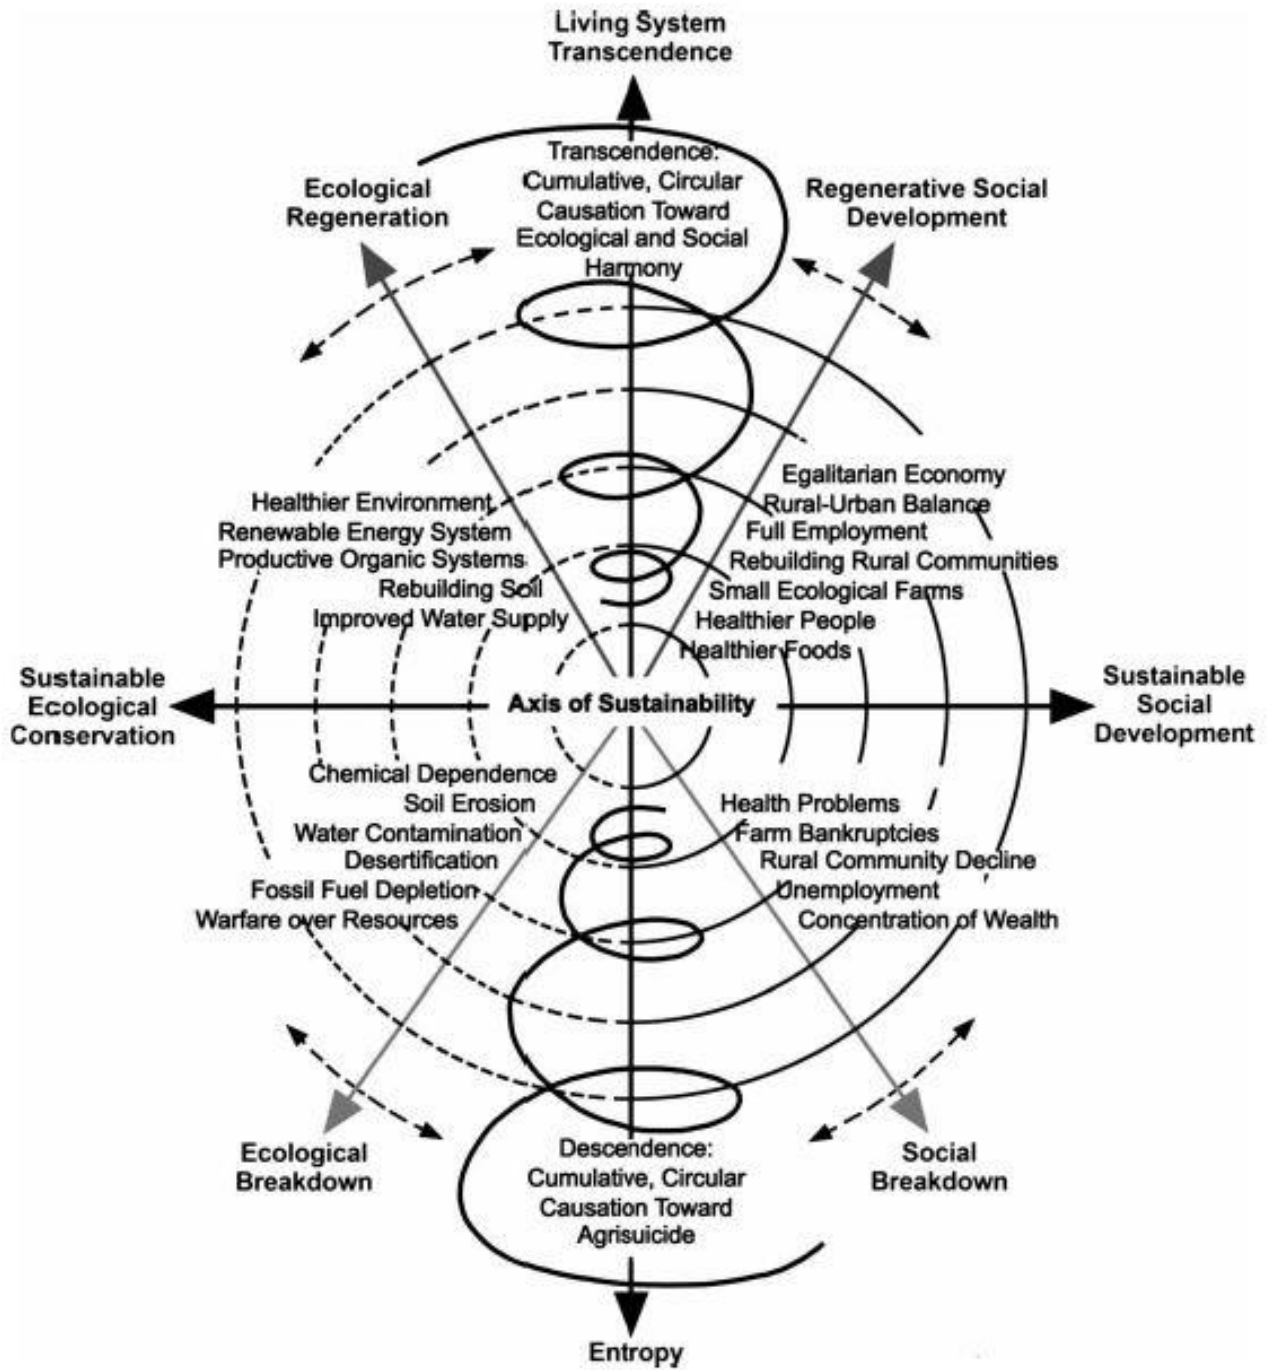 Living System
Transcendence
Transcendence:
Cumulative, Circular
Causation Toward
Ecological and Social
Harmony
Ecological
Regeneration
Regenerative Social
Development
Healthier Environment
Renewable Energy System
Productive Organic Systems
Rebuilding Soil
Improved Water Supply
Egalitarian Economy
Rural-Urban Balance
Full Employment
Rebuilding Rural Communities
Small Ecological Farms
Healthier People
Healthier Foods
Sustainable
Ecological
Conservation
Axis of Sustainability
Sustainable
Social
Development
Chemical Dependence
Soil Erosion
Water Contamination
Desertification
Fossil Fuel Depletion
Warfare over Resources
Health Problems
Farm Bankruptcies
Rural Community Decline
Unemployment
Concentration of Wealth
Ecological
Breakdown
Descendence:
Cumulative, Circular
Causation Toward
Agrisuicide
Social
Breakdown
Entropy